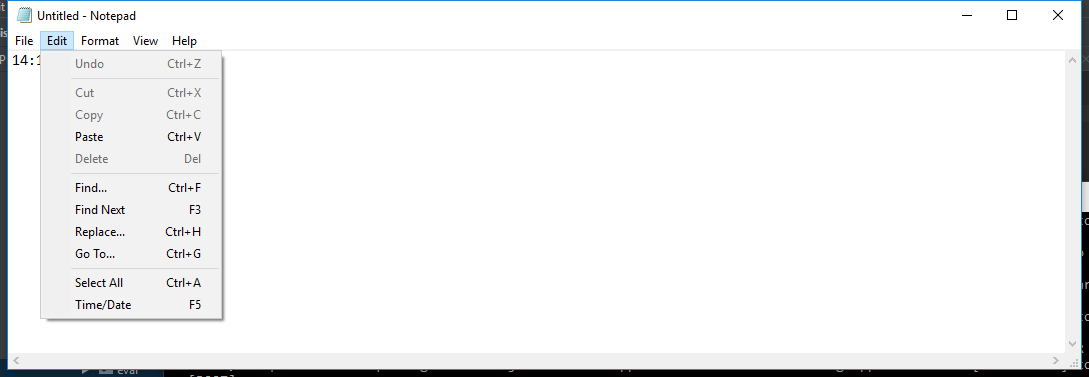 Untitled - Notepad
File Edit Format View Help
14:1
Undo Ctrl+Z
Cut Ctrl+X
Copy Ctrl+C
Paste Ctrl+V
Delete Del
Find... Ctrl+F
Find Next F3
Replace... Ctrl+H
Go To... Ctrl+G
Select All Ctrl+A
Time/Date F5
eval